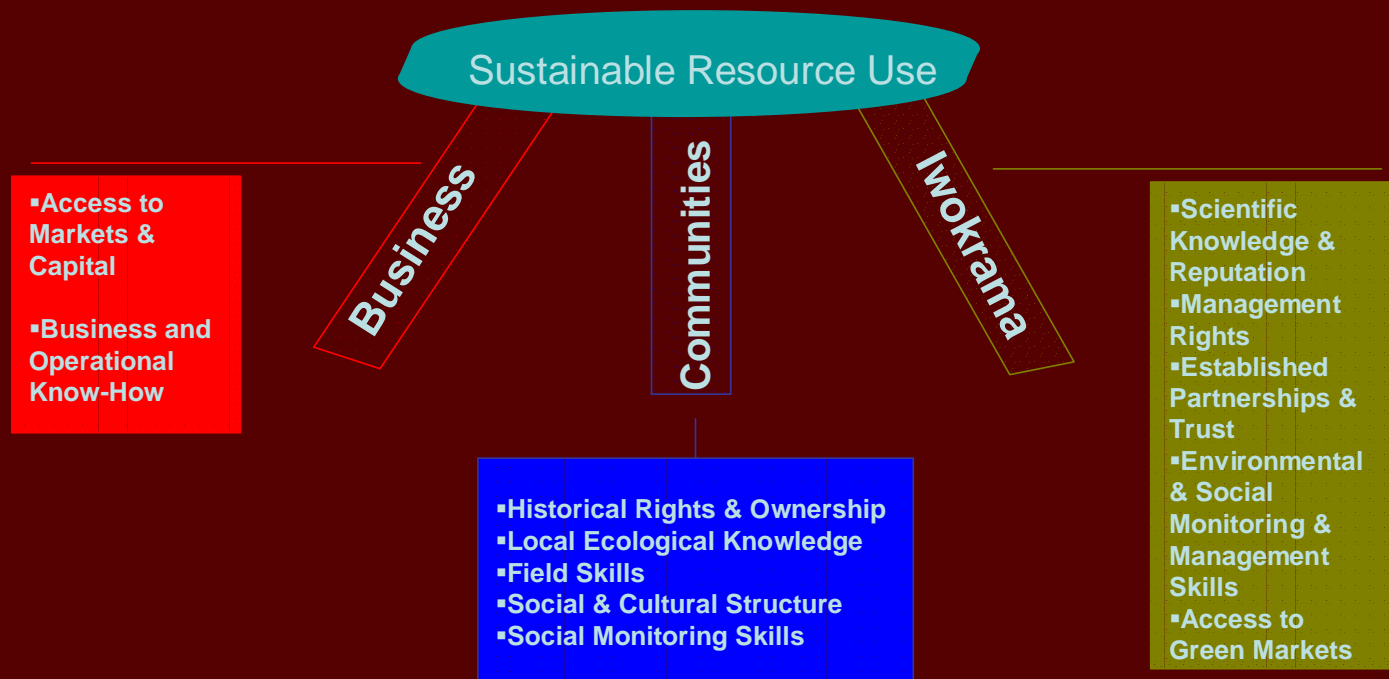 Sustainable Resource Use
Business
Communities
Iwokrama
▪Access to
Markets &
Capital
▪Business and
Operational
Know-How
▪Historical Rights & Ownership
▪Local Ecological Knowledge
▪Field Skills
▪Social & Cultural Structure
▪Social Monitoring Skills
▪Scientific
Knowledge &
Reputation
▪Management
Rights
▪Established
Partnerships &
Trust
▪Environmental
& Social
Monitoring &
Management
Skills
▪Access to
Green Markets